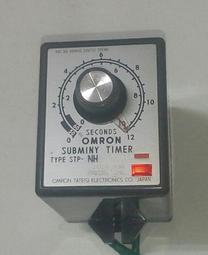 6
4
8
2
10
0
12
SECONDS
OMRON
SUBMINY TIMER
TYPE STP- NH
OMRON TATEISI ELECTRONICS CO. JAPAN